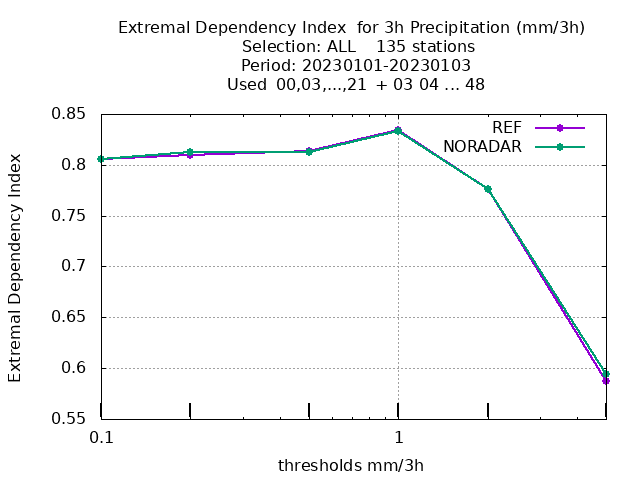 Extremal Dependency Index for 3h Precipitation (mm/3h)
Selection: ALL 135 stations
Period: 20230101-20230103
Used 00,03,...,21 + 03 04 ... 48
REF
NORADAR
0.85
0.8
0.75
0.7
0.65
0.6
0.55
Extremal Dependency Index
0.1
1
thresholds mm/3h